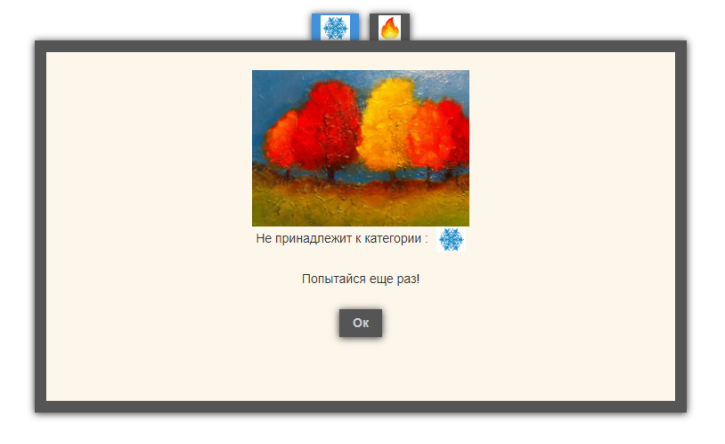 Не принадлежит к категории :
Попытайся еще раз!
Ок